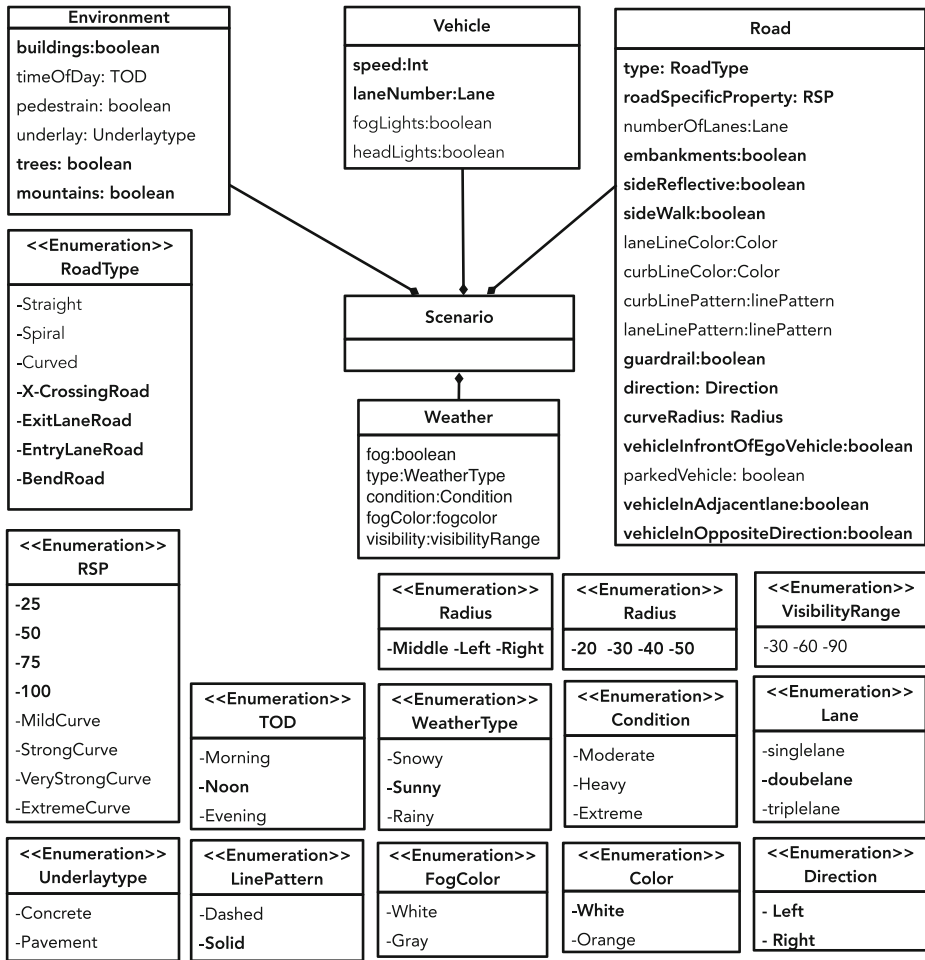 Environment
buildings:boolean
timeOfDay: TOD
pedestrain: boolean
underlay: Underlaytype
trees: boolean
mountains: boolean
Vehicle
speed:Int
laneNumber:Lane
fogLights:boolean
headLights:boolean
Road
type: RoadType
roadSpecificProperty: RSP
numberOfLanes:Lane
embankments:boolean
sideReflective:boolean
sideWalk:boolean
laneLineColor:Color
curbLineColor:Color
curbLinePattern:linePattern
laneLinePattern:linePattern
guardrail:boolean
direction: Direction
curveRadius: Radius
vehicleInfrontOfEgoVehicle:boolean
parkedVehicle: boolean
vehicleInAdjacentlane:boolean
vehicleInOppositeDirection:boolean
<<Enumeration>>
RoadType
-Straight
-Spiral
-Curved
-X-CrossingRoad
-ExitLaneRoad
-EntryLaneRoad
-BendRoad
Scenario
Weather
fog:boolean
type:WeatherType
condition:Condition
fogColor:fogcolor
visibility:visibilityRange
<<Enumeration>>
RSP
-25
-50
-75
-100
-MildCurve
-StrongCurve
-VeryStrongCurve
-ExtremeCurve
<<Enumeration>>
Radius
-Middle -Left -Right
<<Enumeration>>
Radius
-20 -30 -40 -50
<<Enumeration>>
VisibilityRange
-30 -60 -90
<<Enumeration>>
TOD
-Morning
-Noon
-Evening
<<Enumeration>>
WeatherType
-Snowy
-Sunny
-Rainy
<<Enumeration>>
Condition
-Moderate
-Heavy
-Extreme
<<Enumeration>>
Lane
-singlelane
-doubelane
-triplelane
<<Enumeration>>
Underlaytype
-Concrete
-Pavement
<<Enumeration>>
LinePattern
-Dashed
-Solid
<<Enumeration>>
FogColor
-White
-Gray
<<Enumeration>>
Color
-White
-Orange
<<Enumeration>>
Direction
- Left
- Right